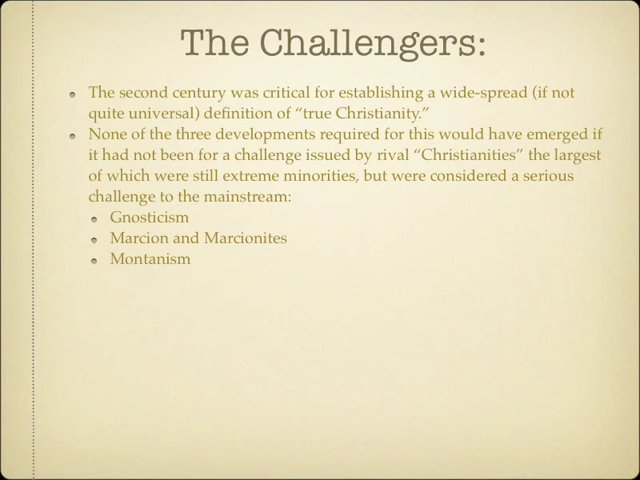 The Challengers:
The second century was critical for establishing a wide-spread (if not
quite universal) definition of “true Christianity.”
None of the three developments required for this would have emerged if
it had not been for a challenge issued by rival “Christianities” the largest
of which were still extreme minorities, but were considered a serious
challenge to the mainstream:
Gnosticism
Marcion and Marcionites
Montanism